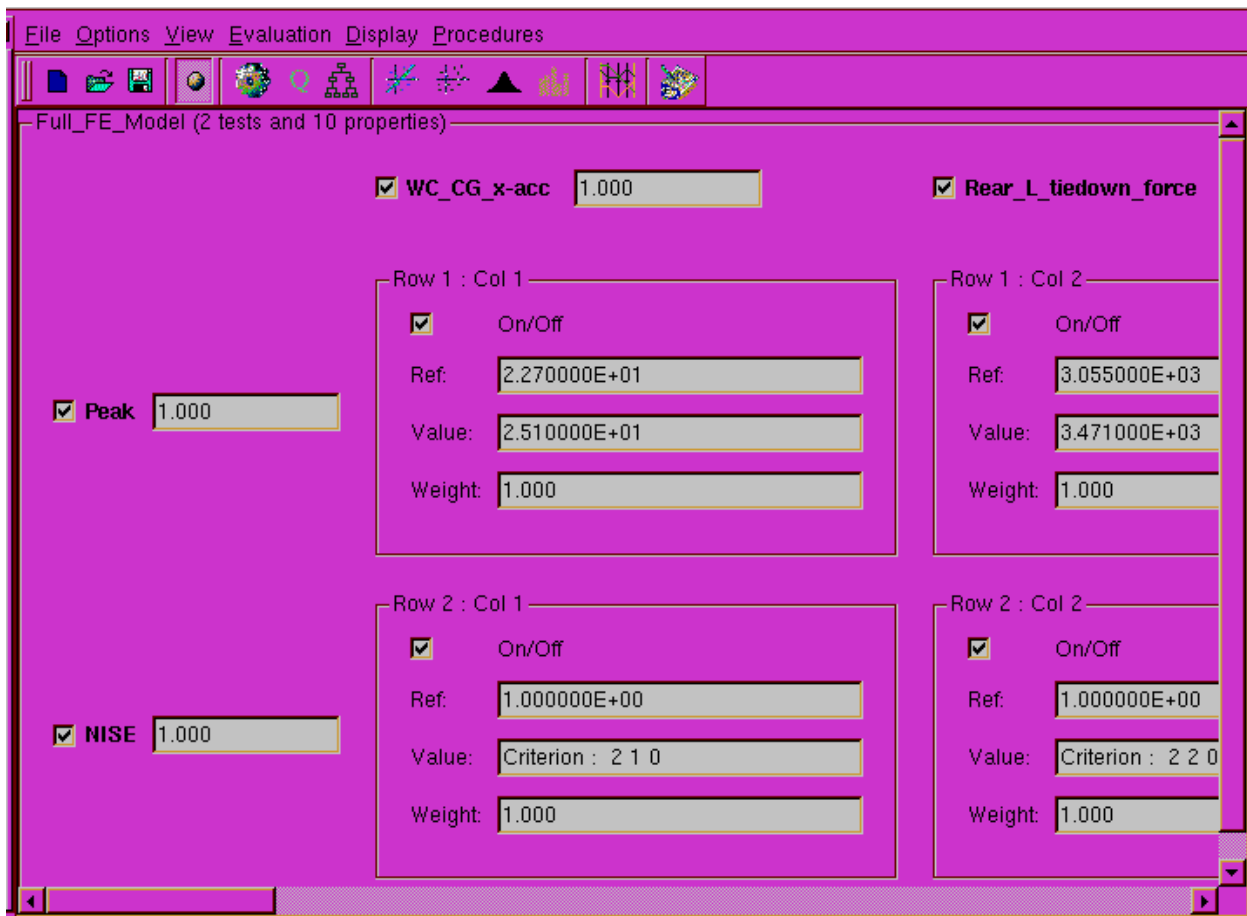 File Options View Evaluation Display Procedures
Q
Full_FE_Model (2 tests and 10 properties)
WC_CG_x-acc 1.000 Rear_L_tiedown_force
Row 1 : Col 1 Row 1 : Col 2
On/Off On/Off
Ref: 2.270000E+01 Ref: 3.055000E+03
Peak 1.000
Value: 2.510000E+01 Value: 3.471000E+03
Weight: 1.000 Weight: 1.000
Row 2 : Col 1 Row 2 : Col 2
On/Off On/Off
Ref: 1.000000E+00 Ref: 1.000000E+00
NISE 1.000
Value: Criterion : 2 1 0 Value: Criterion : 2 2 0
Weight: 1.000 Weight: 1.000